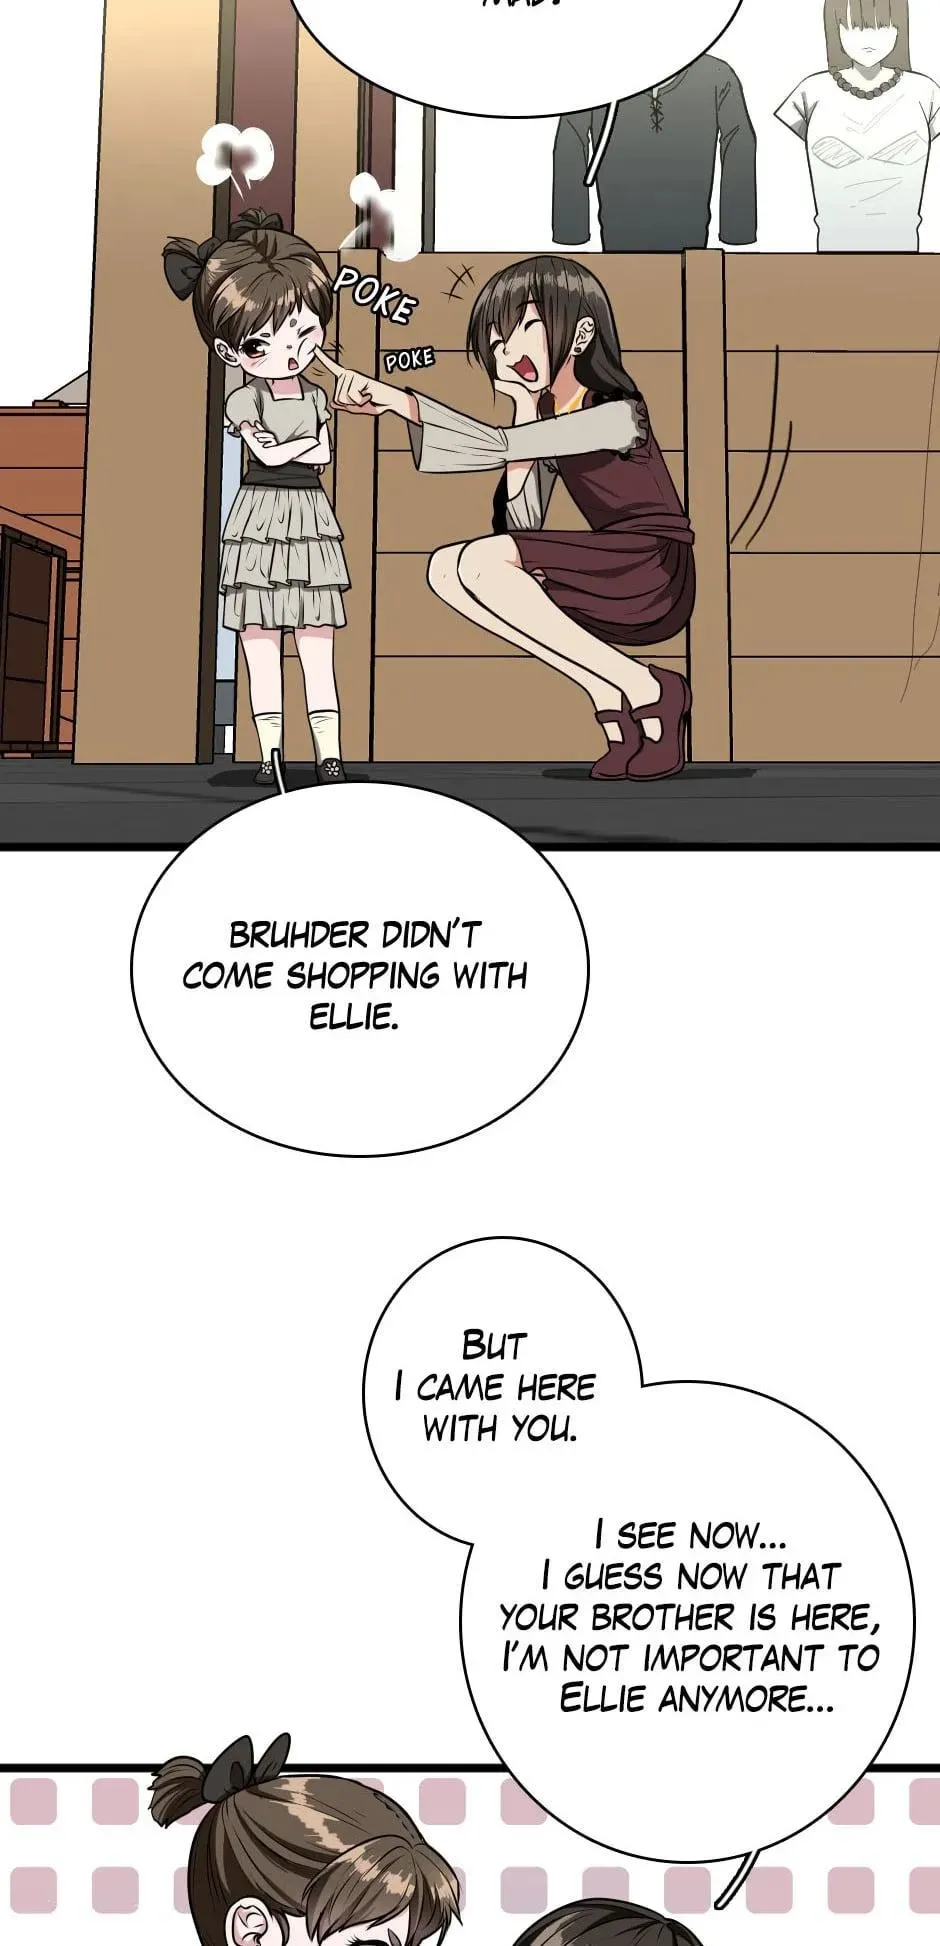 MAD.
POKE
POKE
BRUHDER DIDN'T
COME SHOPPING WITH
ELLIE.
BUT
I CAME HERE
WITH YOU.
I SEE NOW...
I GUESS NOW THAT
YOUR BROTHER IS HERE,
I'M NOT IMPORTANT TO
ELLIE ANYMORE...